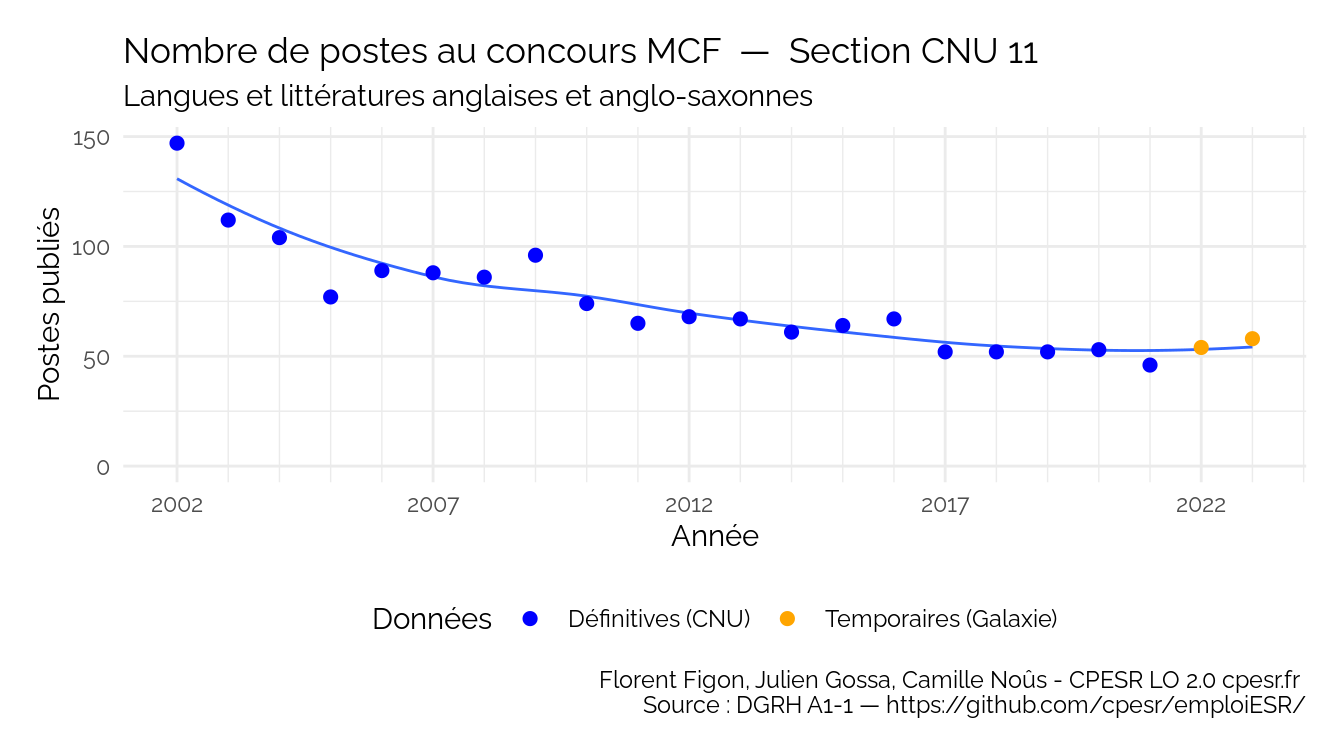 Nombre de postes au concours MCF — Section CNU 11
Langues et littératures anglaises et anglo-saxonnes
Postes publiés
150
100
50
0
2002 2007 2012 2017 2022
Année
Données Définitives (CNU) Temporaires (Galaxie)
Florent Figon, Julien Gossa, Camille Noûs - CPESR LO 2.0 cpesr.fr
Source : DGRH A1-1 — https://github.com/cpesr/emploiESR/